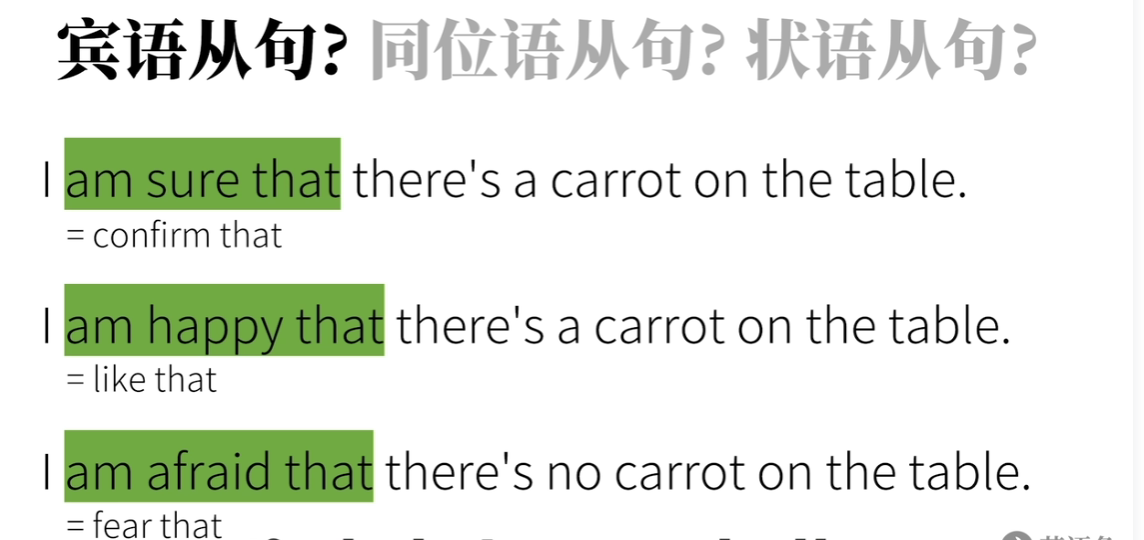 宾语从句? 同位语从句? 状语从句?
I am sure that there's a carrot on the table.
= confirm that
I am happy that there's a carrot on the table.
= like that
I am afraid that there's no carrot on the table.
= fear that